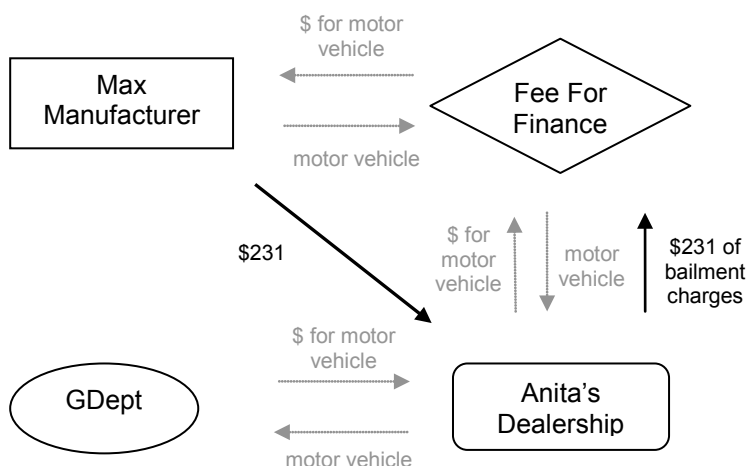 $ for motor
vehicle
Max
Manufacturer
Fee For
Finance
motor vehicle
$231
$ for
motor
vehicle
motor
vehicle
$231 of
bailment
charges
$ for motor
vehicle
GDept
Anita's
Dealership
motor vehicle